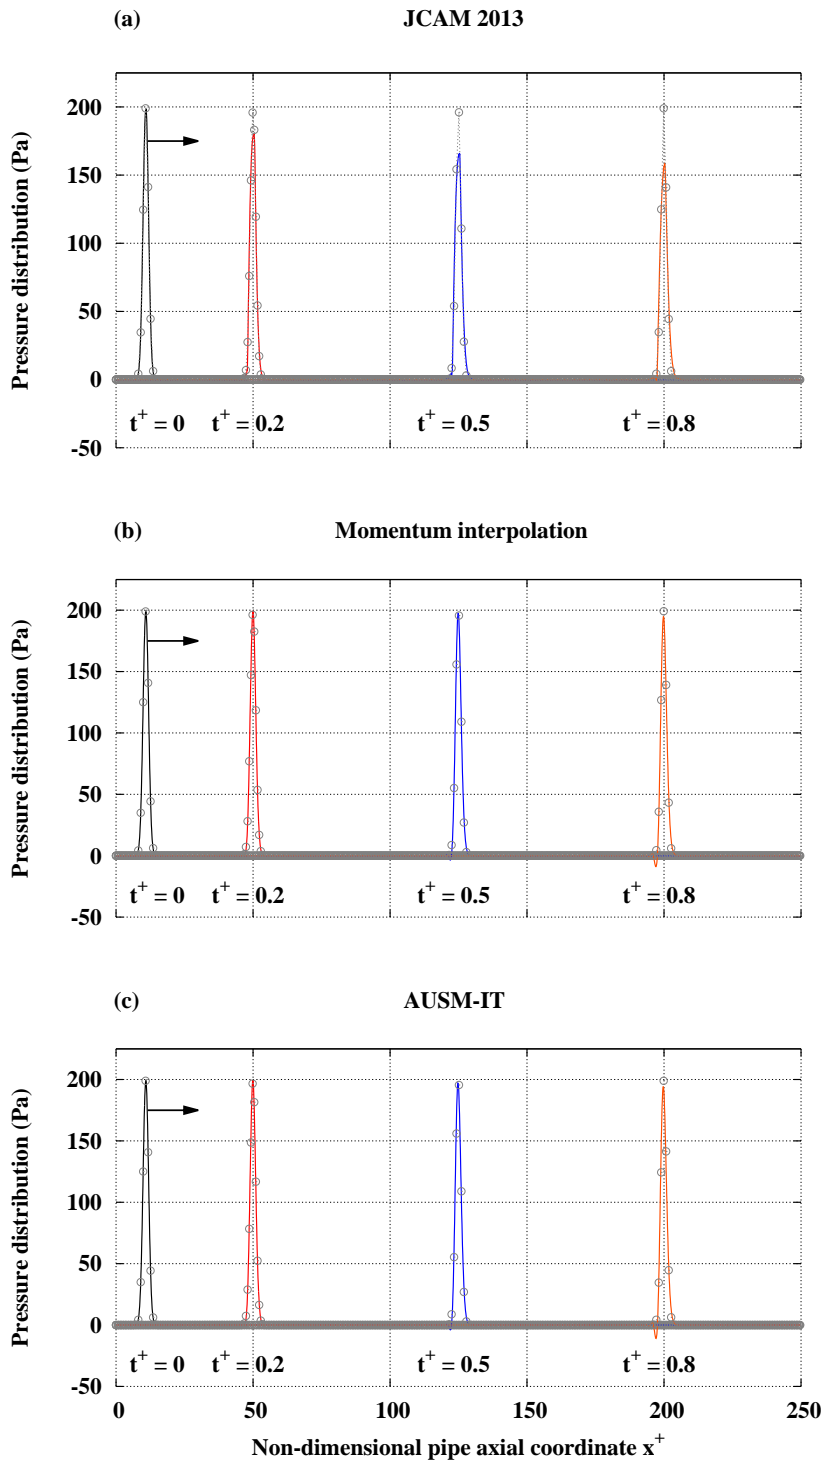 (a) JCAM 2013
Pressure distribution (Pa)
200
150
100
50
0
-50
t+ = 0 t+ = 0.2 t+ = 0.5 t+ = 0.8
(b) Momentum interpolation
Pressure distribution (Pa)
200
150
100
50
0
-50
t+ = 0 t+ = 0.2 t+ = 0.5 t+ = 0.8
(c) AUSM-IT
Pressure distribution (Pa)
200
150
100
50
0
-50
t+ = 0 t+ = 0.2 t+ = 0.5 t+ = 0.8
0 50 100 150 200 250
Non-dimensional pipe axial coordinate x+